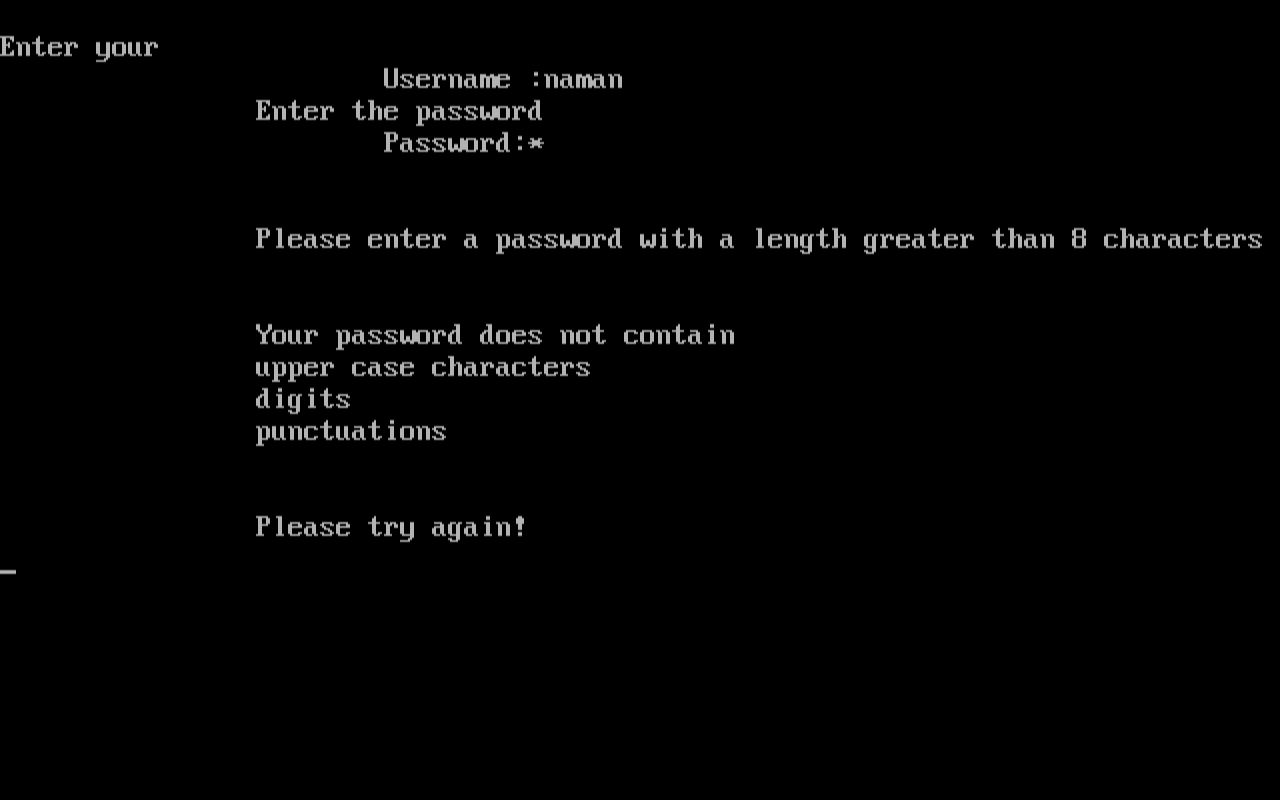 Enter your
Username :naman
Enter the password
Password:*
Please enter a password with a length greater than 8 characters
Your password does not contain
upper case characters
digits
punctuations
Please try again!